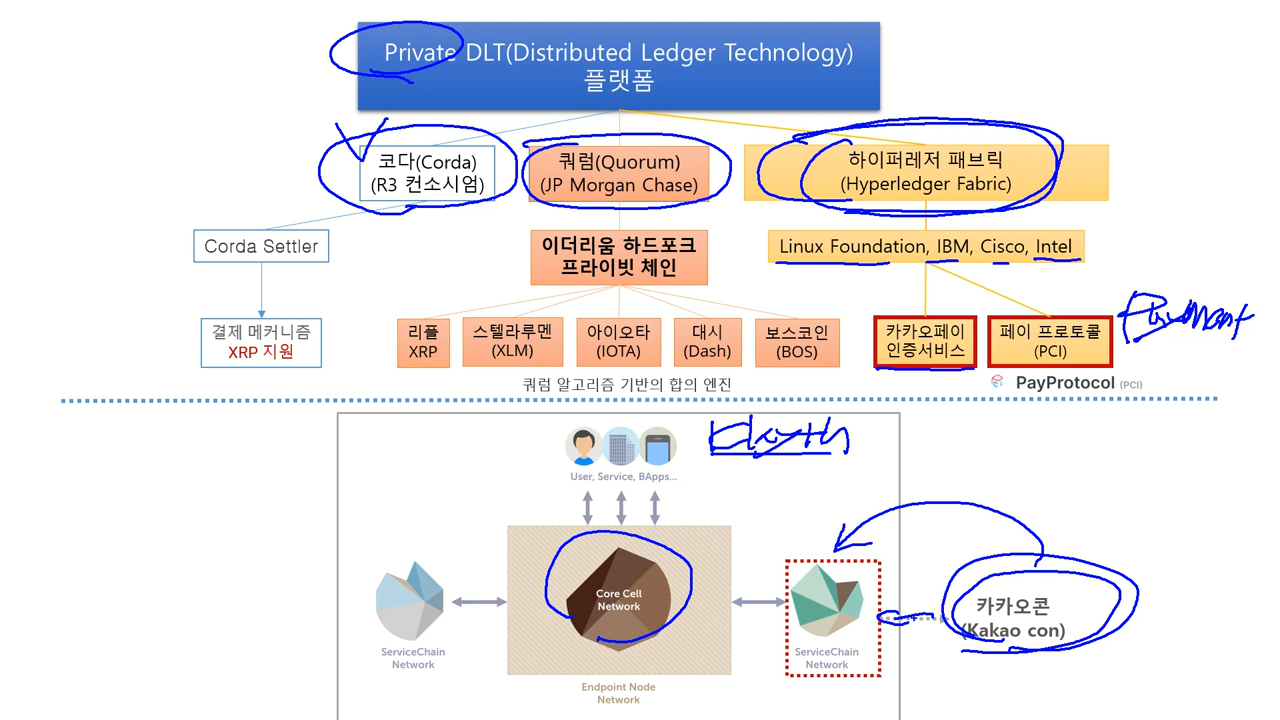 Private DLT(Distributed Ledger Technology)
플랫폼
코다(Corda)
(R3 컨소시엄)
쿼럼(Quorum)
(JP Morgan Chase)
하이퍼레저 패브릭
(Hyperledger Fabric)
Corda Settler
이더리움 하드포크
프라이빗 체인
Linux Foundation, IBM, Cisco, Intel
결제 메커니즘
XRP 지원
리플
XRP
스텔라루멘
(XLM)
아이오타
(IOTA)
대시
(Dash)
보스코인
(BOS)
카카오페이
인증서비스
페이 프로토콜
(PCI)
Payment
쿼럼 알고리즘 기반의 합의 엔진
PayProtocol (PCI)
User, Service, BApps...
Core Cell
Network
ServiceChain
Network
ServiceChain
Network
카카오콘
(Kakao con)
Endpoint Node
Network